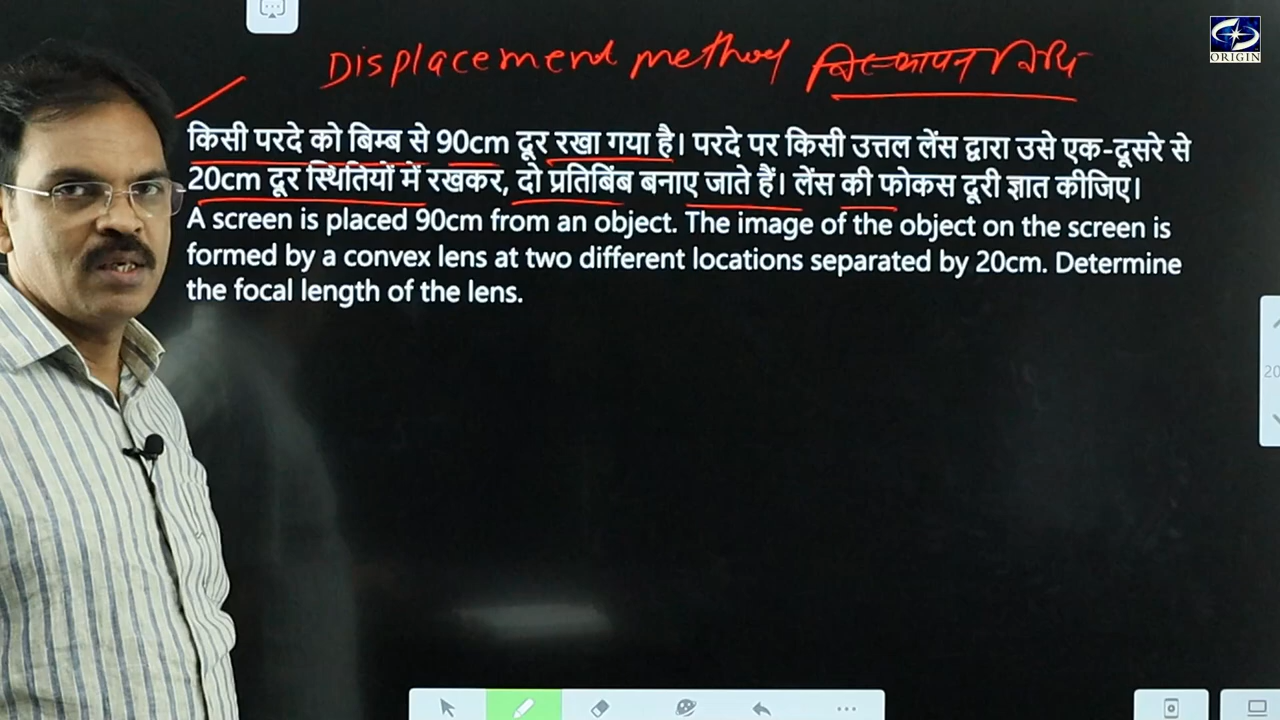 ORIGIN
Displacement method विस्थापन विधि
किसी परदे को बिम्ब से 90cm दूर रखा गया है। परदे पर किसी उत्तल लेंस द्वारा उसे एक-दूसरे से
20cm दूर स्थितियों में रखकर, दो प्रतिबिंब बनाए जाते हैं। लेंस की फोकस दूरी ज्ञात कीजिए।
A screen is placed 90cm from an object. The image of the object on the screen is
formed by a convex lens at two different locations separated by 20cm. Determine
the focal length of the lens.
20